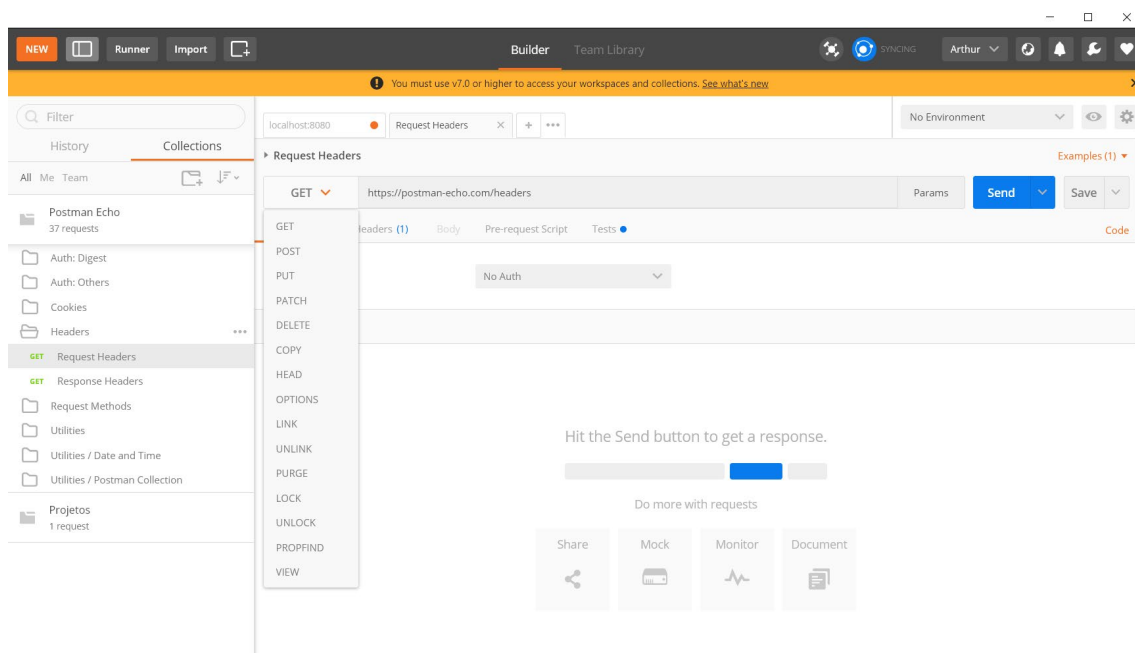 NEW Runner Import Builder Team Library SYNCING Arthur
You must use v7.0 or higher to access your workspaces and collections. See what's new
Filter
History Collections
All Me Team
Postman Echo
37 requests
Auth: Digest
Auth: Others
Cookies
Headers
GET Request Headers
GET Response Headers
Request Methods
Utilities
Utilities / Date and Time
Utilities / Postman Collection
Projetos
1 request
localhost:8080 Request Headers No Environment
Request Headers Examples (1)
GET https://postman-echo.com/headers Params Send Save
eaders (1) Body Pre-request Script Tests Code
No Auth
GET
POST
PUT
PATCH
DELETE
COPY
HEAD
OPTIONS
LINK
UNLINK
PURGE
LOCK
UNLOCK
PROPFIND
VIEW
Hit the Send button to get a response.
Do more with requests
Share Mock Monitor Document